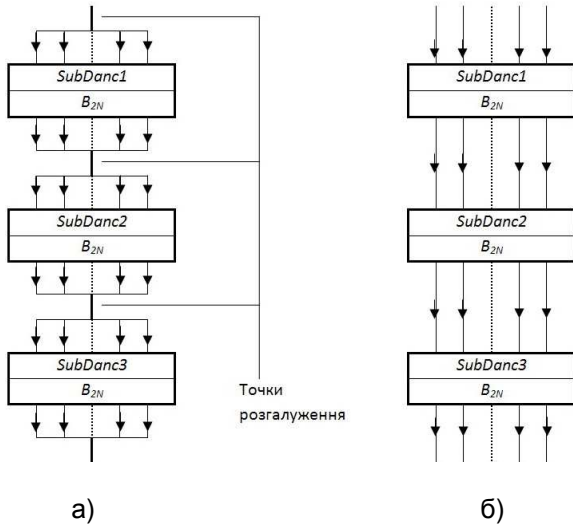 SubDanc1
B2N
SubDanc2
B2N
SubDanc3
B2N
Точки
розгалуження
а)
SubDanc1
B2N
SubDanc2
B2N
SubDanc3
B2N
б)